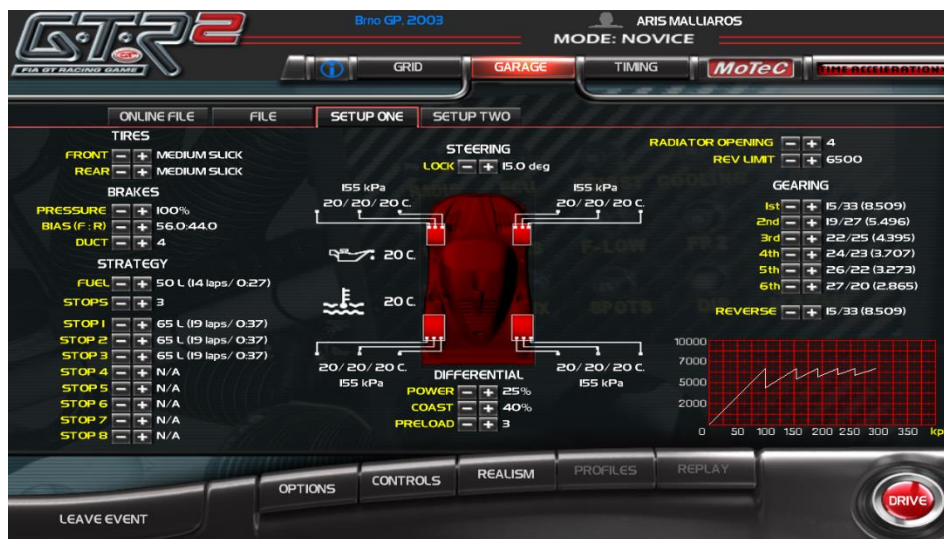 GTR2
FIA GT RACING GAME
Brno GP, 2003
ARIS MALLIAROS
MODE: NOVICE
GRID
GARAGE
TIMING
MoTeC
TIME ACCELERATION
ONLINE FILE
FILE
SETUP ONE
SETUP TWO
TIRES
FRONT - + MEDIUM SLICK
REAR - + MEDIUM SLICK
BRAKES
PRESSURE - + 100%
BIAS (F : R) - + 56.0:44.0
DUCT - + 4
STRATEGY
FUEL - + 50 L (14 laps/ 0:27)
STOPS - + 3
STOP 1 - + 65 L (19 laps/ 0:37)
STOP 2 - + 65 L (19 laps/ 0:37)
STOP 3 - + 65 L (19 laps/ 0:37)
STOP 4 - + N/A
STOP 5 - + N/A
STOP 6 - + N/A
STOP 7 - + N/A
STOP 8 - + N/A
STEERING
LOCK - + 15.0 deg
155 kPa
20/ 20/ 20 C.
155 kPa
20/ 20/ 20 C.
20 C.
20 C.
20/ 20/ 20 C.
155 kPa
20/ 20/ 20 C.
155 kPa
DIFFERENTIAL
POWER - + 25%
COAST - + 40%
PRELOAD - + 3
RADIATOR OPENING - + 4
REV LIMIT - + 6500
GEARING
1st - + 15/33 (8.509)
2nd - + 19/27 (5.496)
3rd - + 22/25 (4.395)
4th - + 24/23 (3.707)
5th - + 26/22 (3.273)
6th - + 27/20 (2.865)
REVERSE - + 15/33 (8.509)
10000
7000
5000
2000
0 50 100 150 200 250 300 350 kp
F-LOW
SPOTS
LEAVE EVENT
OPTIONS
CONTROLS
REALISM
PROFILES
REPLAY
DRIVE